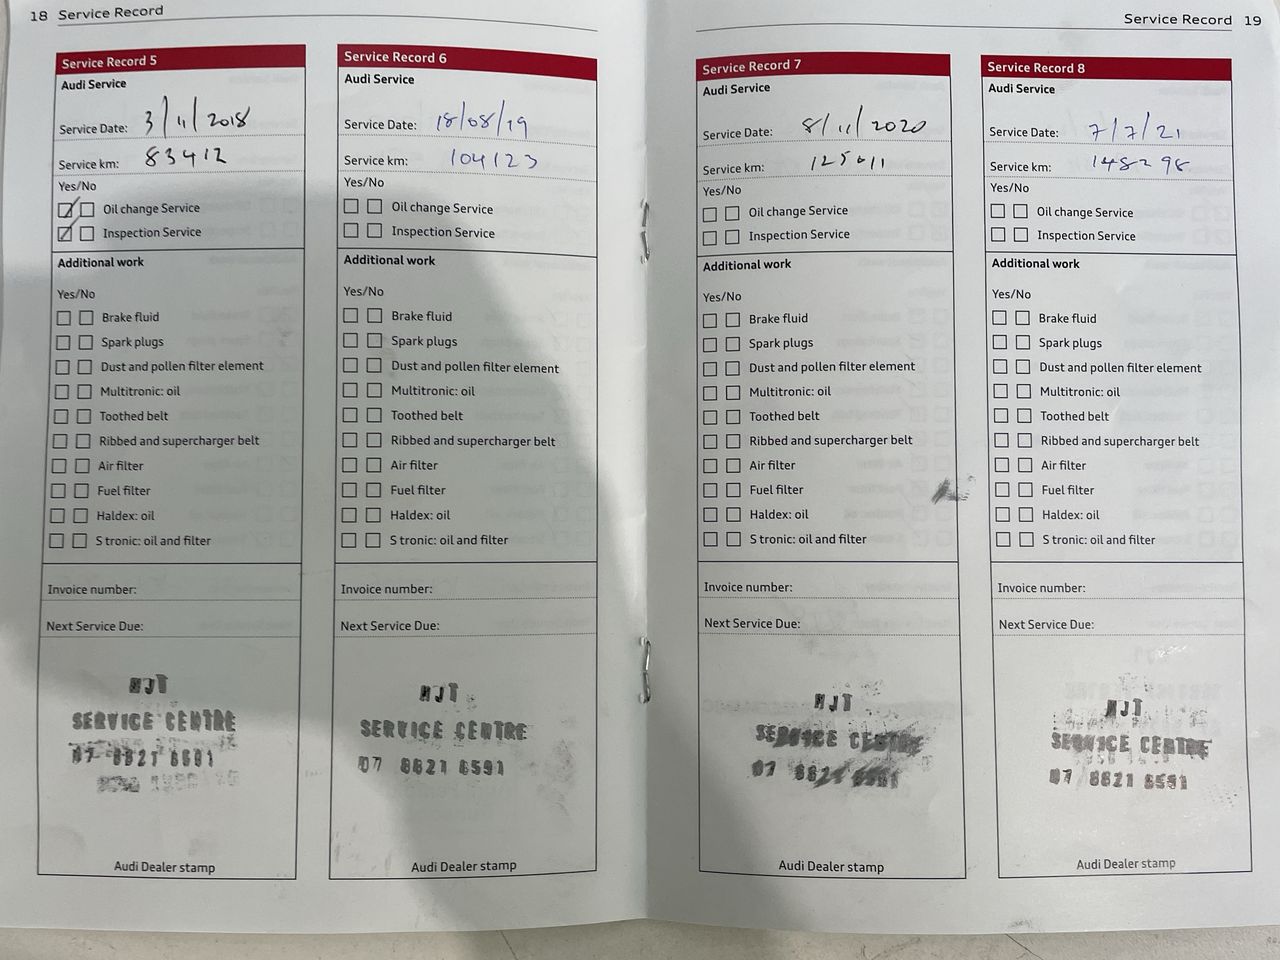 18 Service Record
Service Record 5
Audi Service
Service Date: 3/11/2018
Service km: 83412
Yes/No
Oil change Service
Inspection Service
Additional work
Yes/No
Brake fluid
Spark plugs
Dust and pollen filter element
Multitronic: oil
Toothed belt
Ribbed and supercharger belt
Air filter
Fuel filter
Haldex: oil
S tronic: oil and filter
Invoice number:
Next Service Due:
MJT
SERVICE CENTRE
Audi Dealer stamp
Service Record 6
Audi Service
Service Date: 18/08/19
Service km: 104123
Yes/No
Oil change Service
Inspection Service
Additional work
Yes/No
Brake fluid
Spark plugs
Dust and pollen filter element
Multitronic: oil
Toothed belt
Ribbed and supercharger belt
Air filter
Fuel filter
Haldex: oil
S tronic: oil and filter
Invoice number:
Next Service Due:
MJT
SERVICE CENTRE
07 8821 6591
Audi Dealer stamp
Service Record 19
Service Record 7
Audi Service
Service Date: 8/11/2020
Service km: 125011
Yes/No
Oil change Service
Inspection Service
Additional work
Yes/No
Brake fluid
Spark plugs
Dust and pollen filter element
Multitronic: oil
Toothed belt
Ribbed and supercharger belt
Air filter
Fuel filter
Haldex: oil
S tronic: oil and filter
Invoice number:
Next Service Due:
MJT
SERVICE CENTRE
Audi Dealer stamp
Service Record 8
Audi Service
Service Date: 7/7/21
Service km: 148298
Yes/No
Oil change Service
Inspection Service
Additional work
Yes/No
Brake fluid
Spark plugs
Dust and pollen filter element
Multitronic: oil
Toothed belt
Ribbed and supercharger belt
Air filter
Fuel filter
Haldex: oil
S tronic: oil and filter
Invoice number:
Next Service Due:
MJT
SERVICE CENTRE
07 8821 6591
Audi Dealer stamp